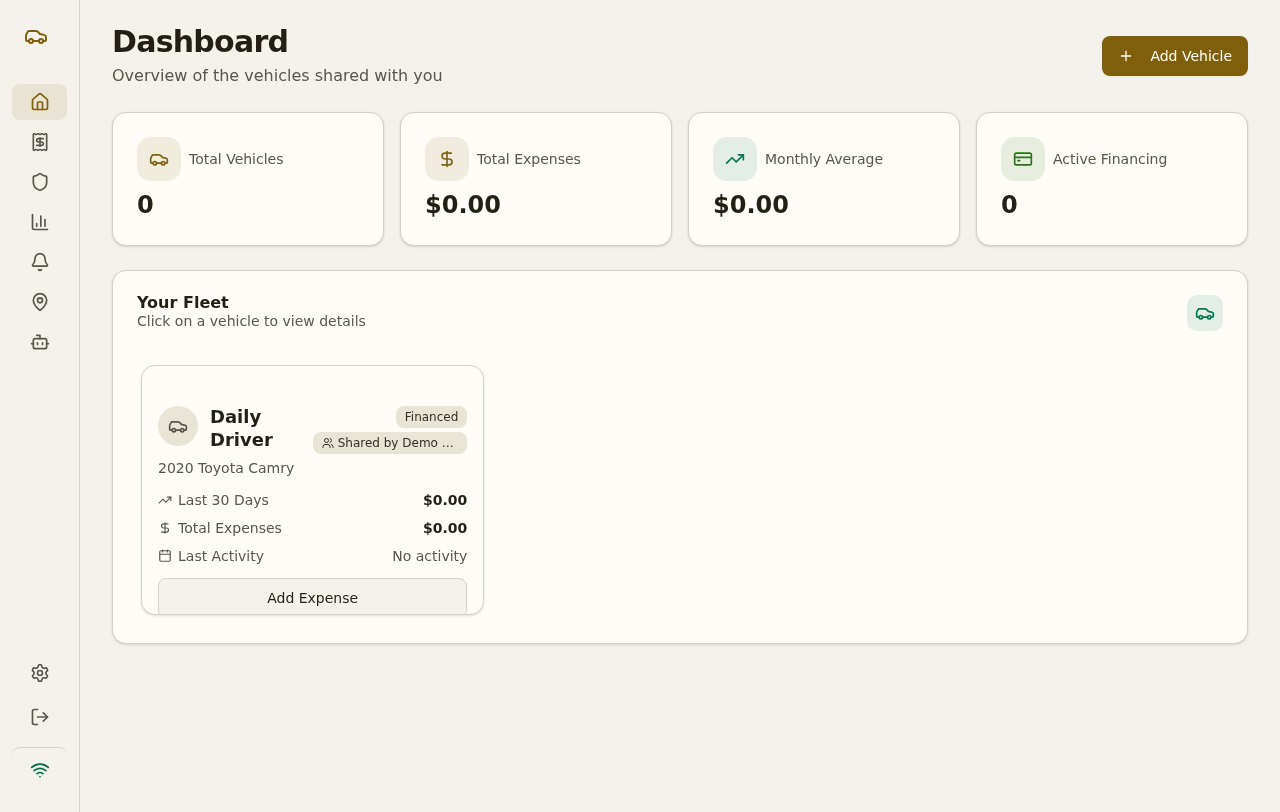 Dashboard
Overview of the vehicles shared with you
Add Vehicle
Total Vehicles
0
Total Expenses
$0.00
Monthly Average
$0.00
Active Financing
0
Your Fleet
Click on a vehicle to view details
Daily
Driver
Financed
Shared by Demo ...
2020 Toyota Camry
Last 30 Days $0.00
Total Expenses $0.00
Last Activity No activity
Add Expense